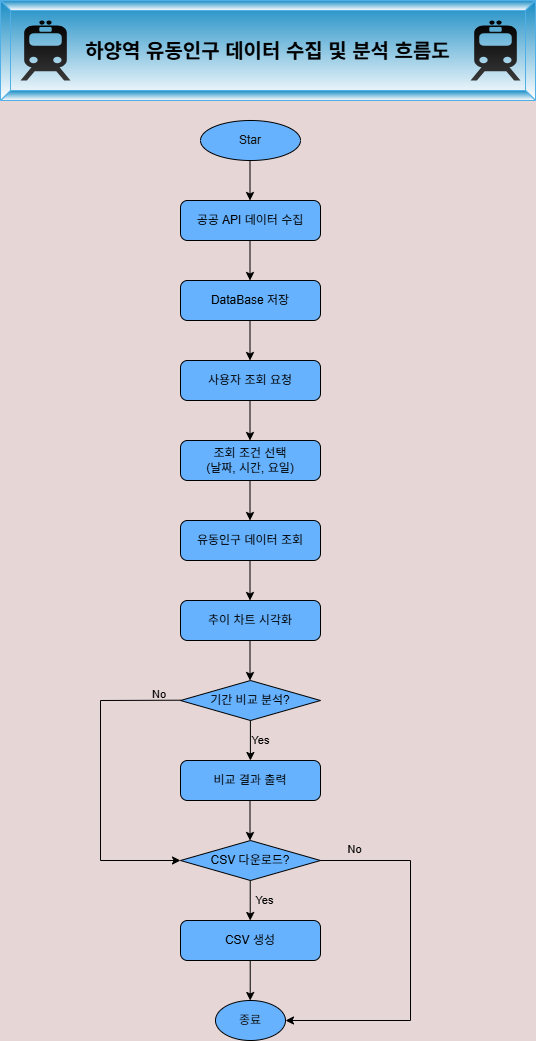 하양역 유동인구 데이터 수집 및 분석 흐름도
Star
공공 API 데이터 수집
DataBase 저장
사용자 조회 요청
조회 조건 선택
(날짜, 시간, 요일)
유동인구 데이터 조회
추이 차트 시각화
기간 비교 분석?
No
Yes
비교 결과 출력
CSV 다운로드?
No
Yes
CSV 생성
종료